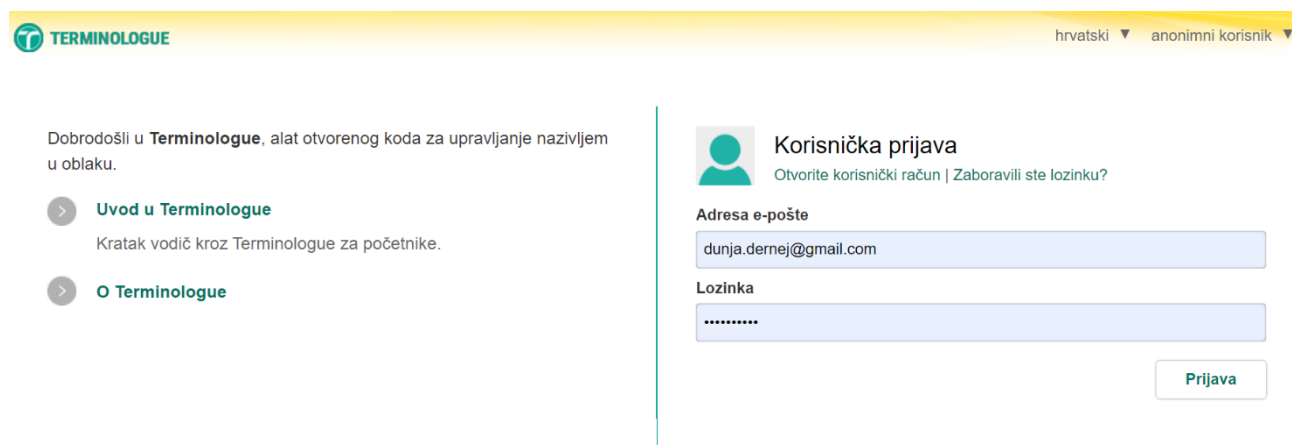 TERMINOLOGUE
hrvatski ▼ anonimni korisnik ▼
Dobrodošli u Terminologue, alat otvorenog koda za upravljanje nazivljem
u oblaku.
Uvod u Terminologue
Kratak vodič kroz Terminologue za početnike.
O Terminologue
Korisnička prijava
Otvorite korisnički račun | Zaboravili ste lozinku?
Adresa e-pošte
dunja.dernej@gmail.com
Lozinka
••••••••••
Prijava